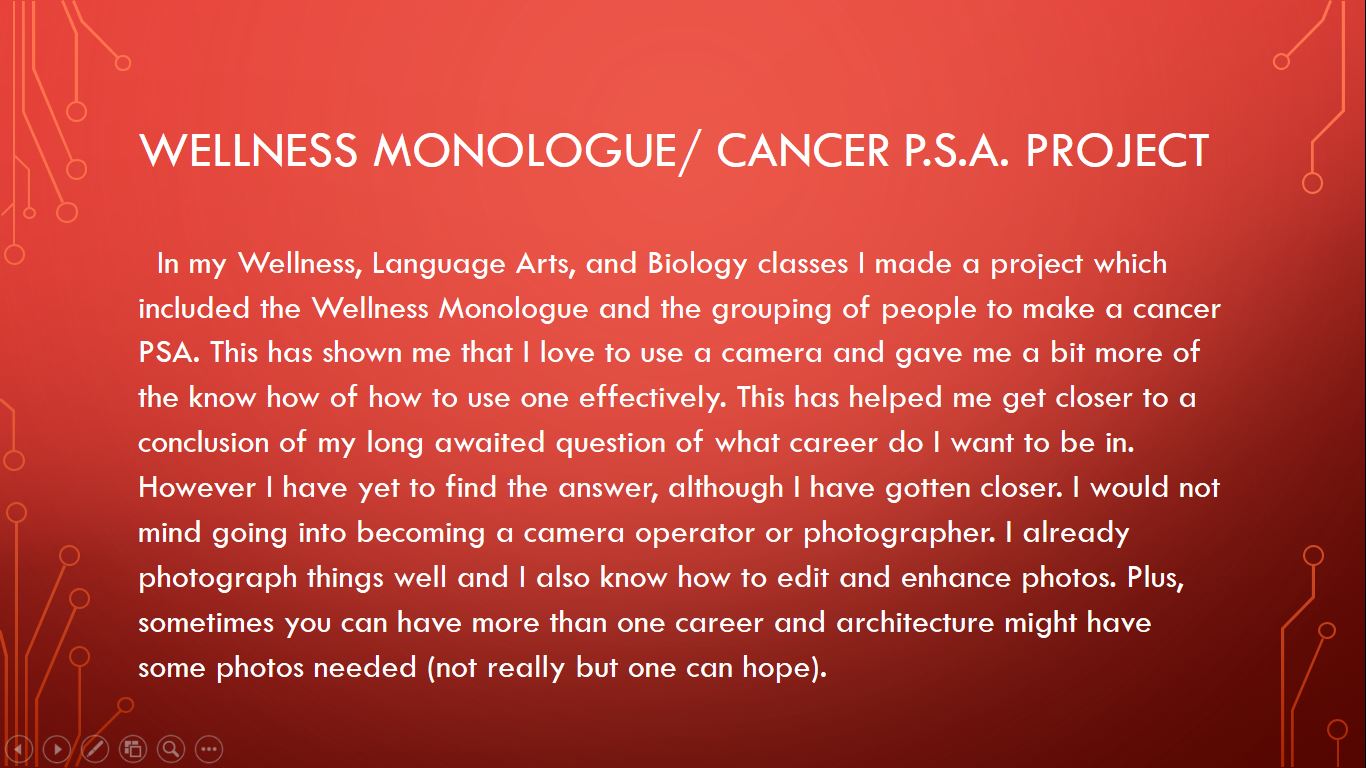 WELLNESS MONOLOGUE/ CANCER P.S.A. PROJECT
In my Wellness, Language Arts, and Biology classes I made a project which
included the Wellness Monologue and the grouping of people to make a cancer
PSA. This has shown me that I love to use a camera and gave me a bit more of
the know how of how to use one effectively. This has helped me get closer to a
conclusion of my long awaited question of what career do I want to be in.
However I have yet to find the answer, although I have gotten closer. I would not
mind going into becoming a camera operator or photographer. I already
photograph things well and I also know how to edit and enhance photos. Plus,
sometimes you can have more than one career and architecture might have
some photos needed (not really but one can hope).